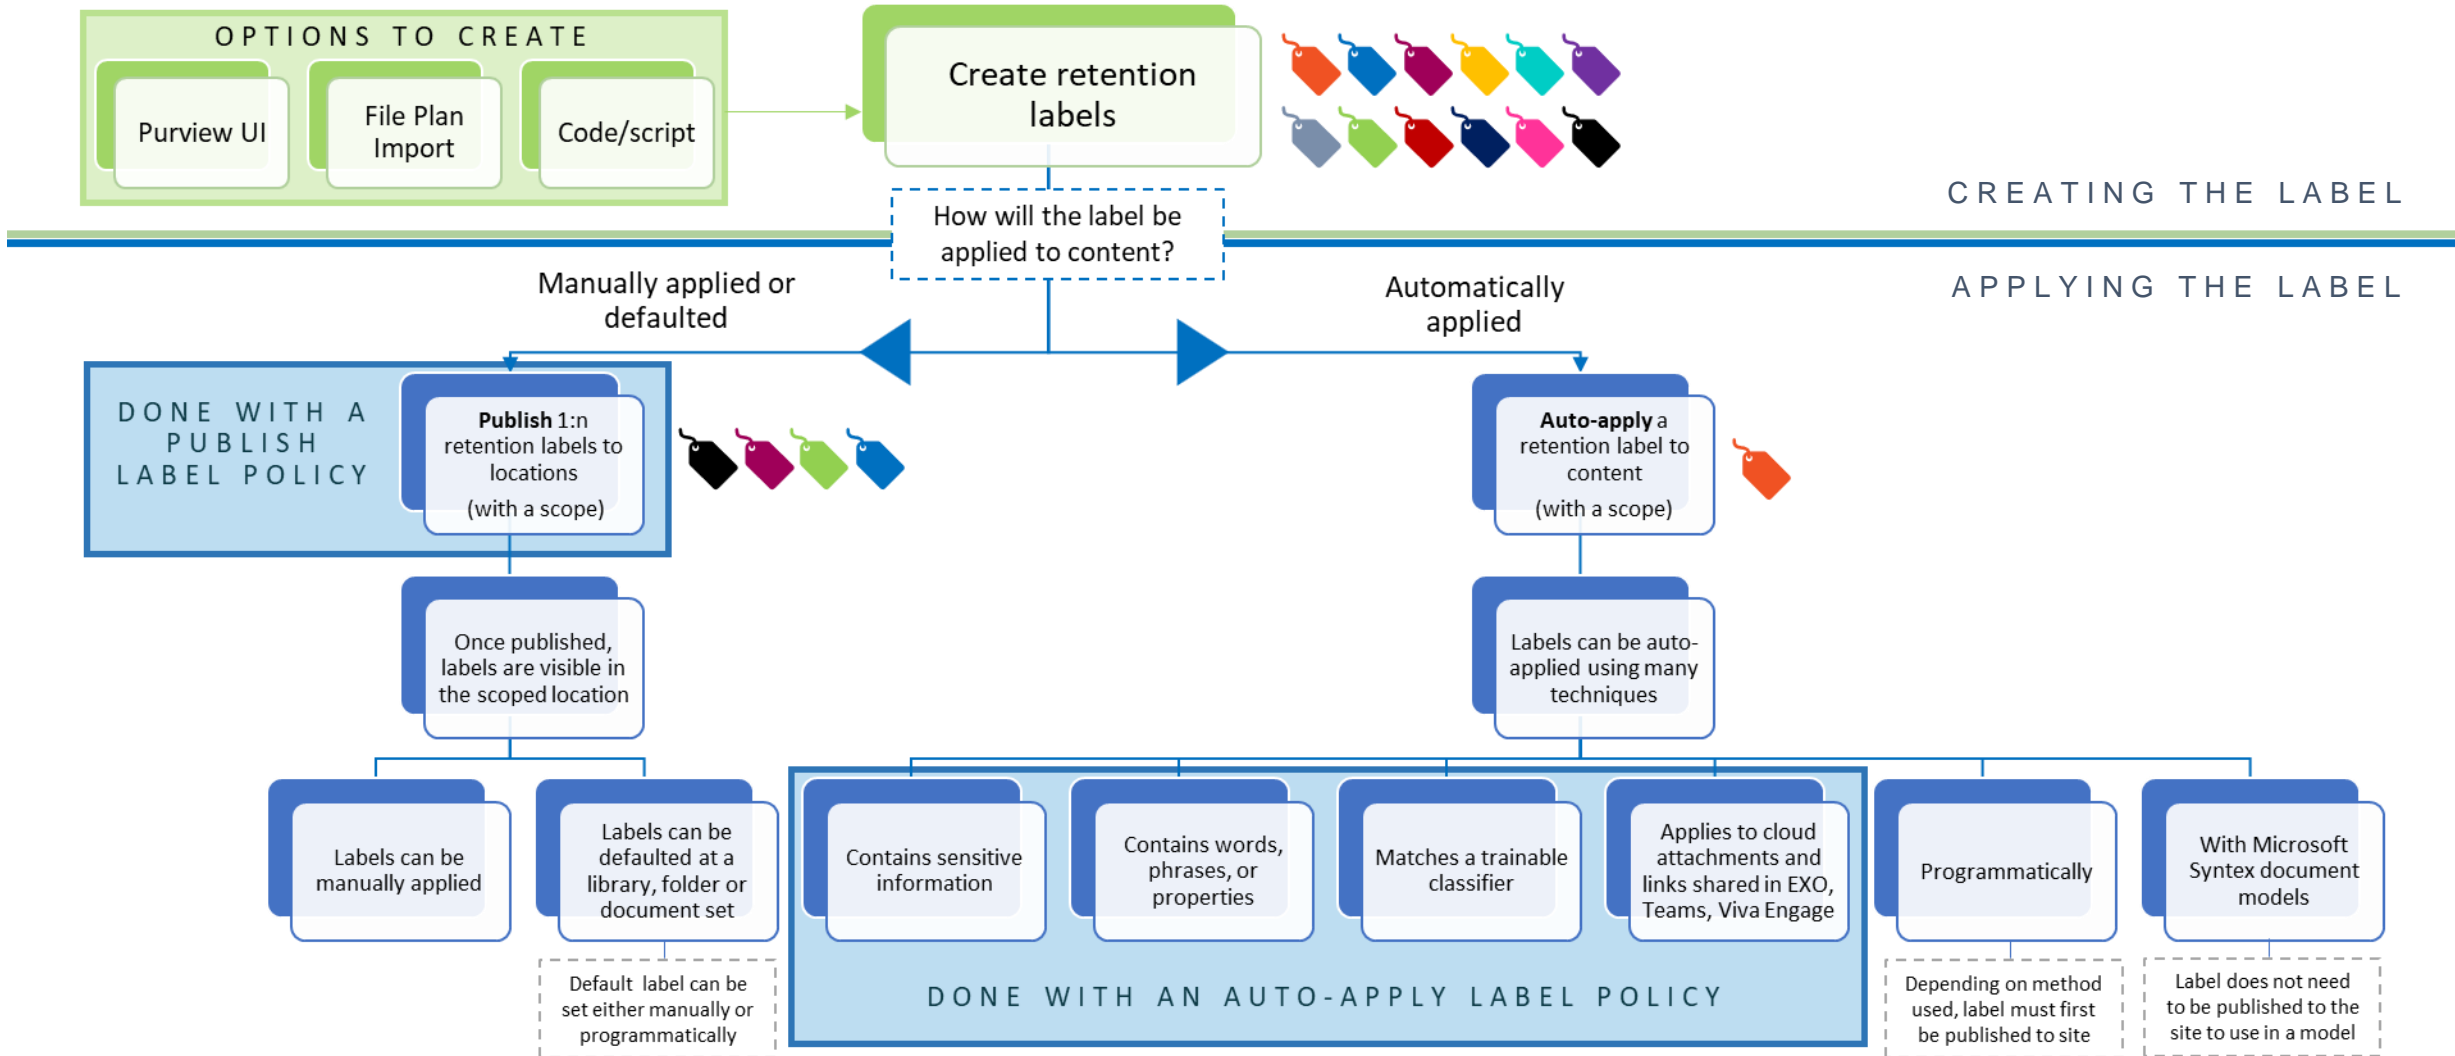 OPTIONS TO CREATE
Purview UI
File Plan
Import
Code/script
Create retention
labels
CREATING THE LABEL
How will the label be
applied to content?
APPLYING THE LABEL
Manually applied or
defaulted
Automatically
applied
DONE WITH A
PUBLISH
LABEL POLICY
Publish 1:n
retention labels to
locations
(with a scope)
Auto-apply a
retention label to
content
(with a scope)
Once published,
labels are visible in
the scoped location
Labels can be auto-
applied using many
techniques
Labels can be
manually applied
Labels can be
defaulted at a
library, folder or
document set
Contains sensitive
information
Contains words,
phrases, or
properties
Matches a trainable
classifier
Applies to cloud
attachments and
links shared in EXO,
Teams, Viva Engage
Programmatically
With Microsoft
Syntex document
models
Default label can be
set either manually or
programmatically
DONE WITH AN AUTO-APPLY LABEL POLICY
Depending on method
used, label must first
be published to site
Label does not need
to be published to the
site to use in a model